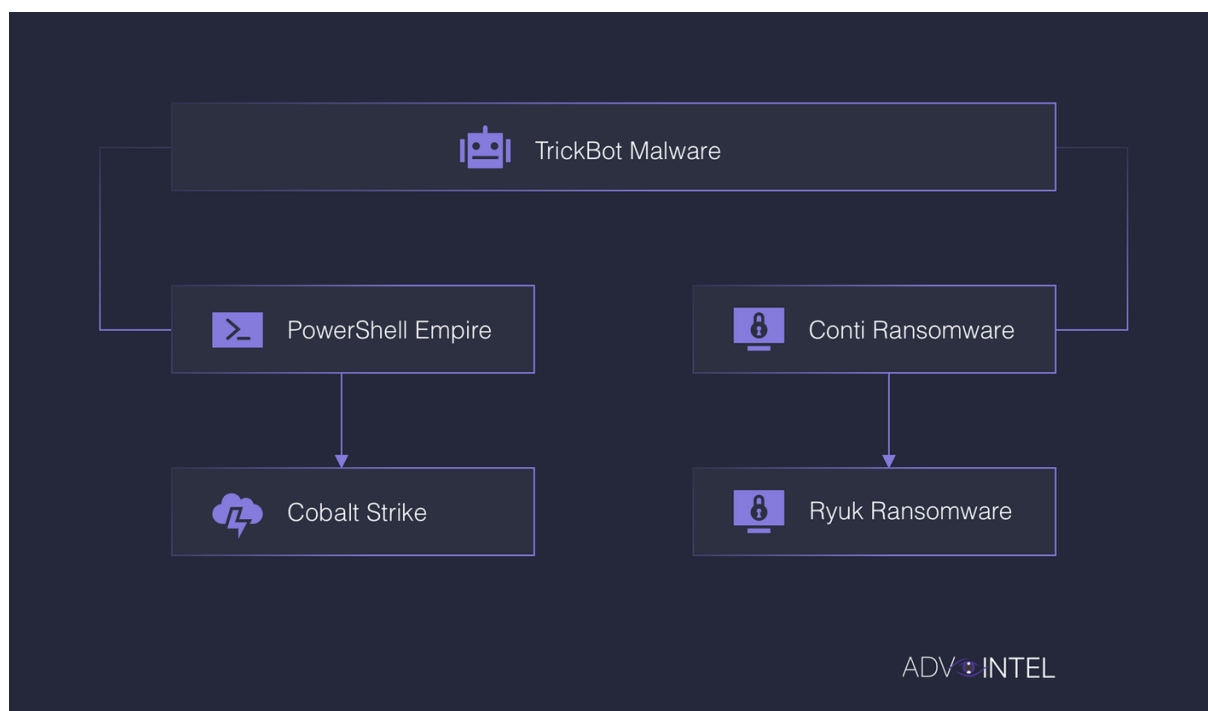 TrickBot Malware
PowerShell Empire
Conti Ransomware
Cobalt Strike
Ryuk Ransomware
ADVINTEL